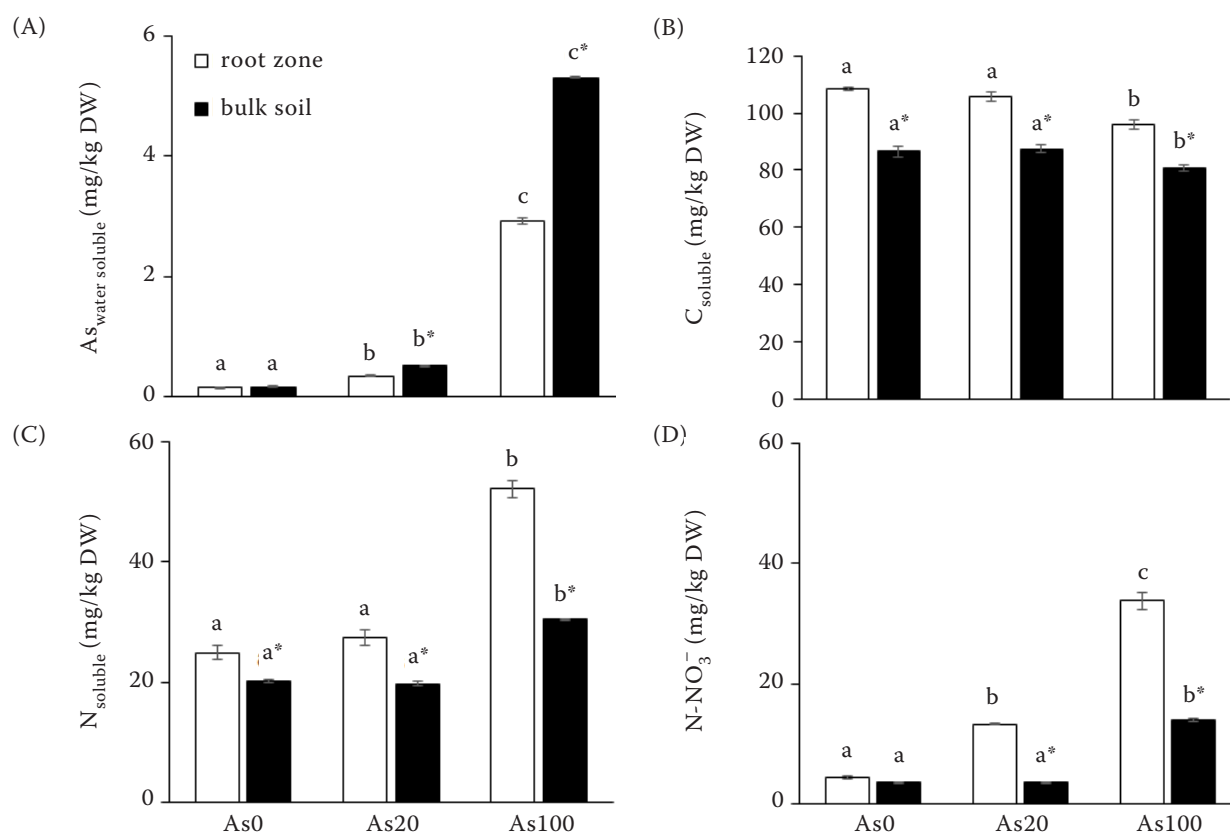 (A)
6
4
2
0
As water soluble (mg/kg DW)
root zone
bulk soil
a
a
b
b*
c
c*
(B)
120
100
80
60
40
20
0
C soluble (mg/kg DW)
a
a*
a
a*
b
b*
(C)
60
40
20
0
N soluble (mg/kg DW)
a
a*
a
a*
b
b*
As0
As20
As100
(D)
60
40
20
0
N-NO₃⁻ (mg/kg DW)
a
a
b
a*
c
b*
As0
As20
As100